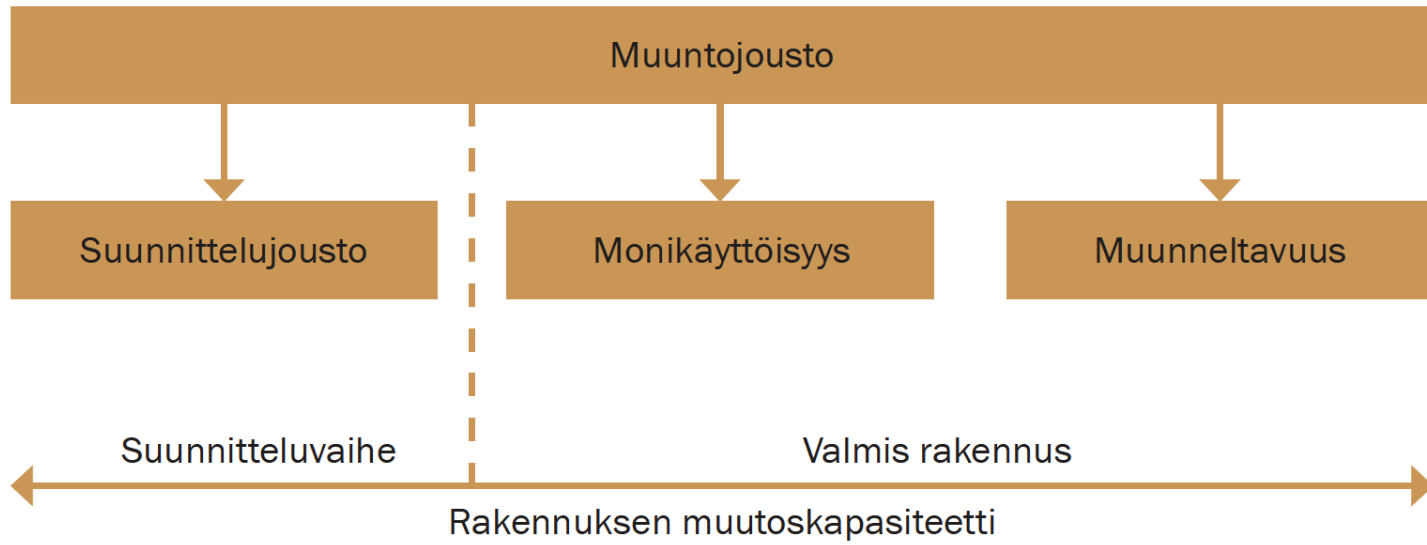 Muuntojousto
Suunnittelujousto
Monikäyttöisyys
Muunneltavuus
Suunnitteluvaihe
Valmis rakennus
Rakennuksen muutoskapasiteetti